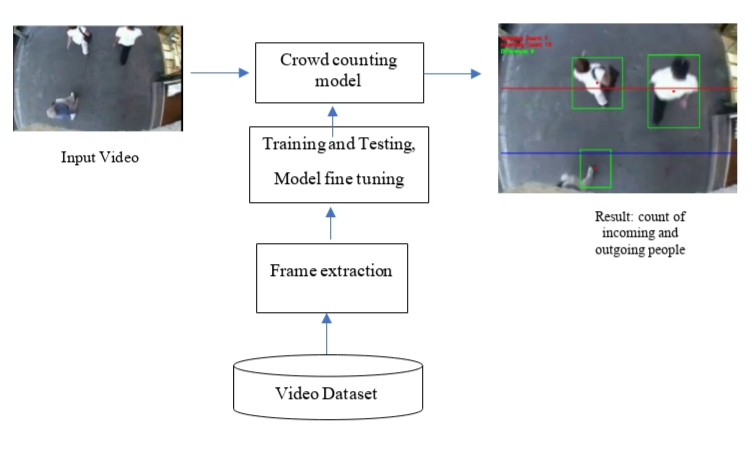 Crowd counting
model
Input Video
Training and Testing,
Model fine tuning
Result: count of
incoming and
outgoing people
Frame extraction
Video Dataset